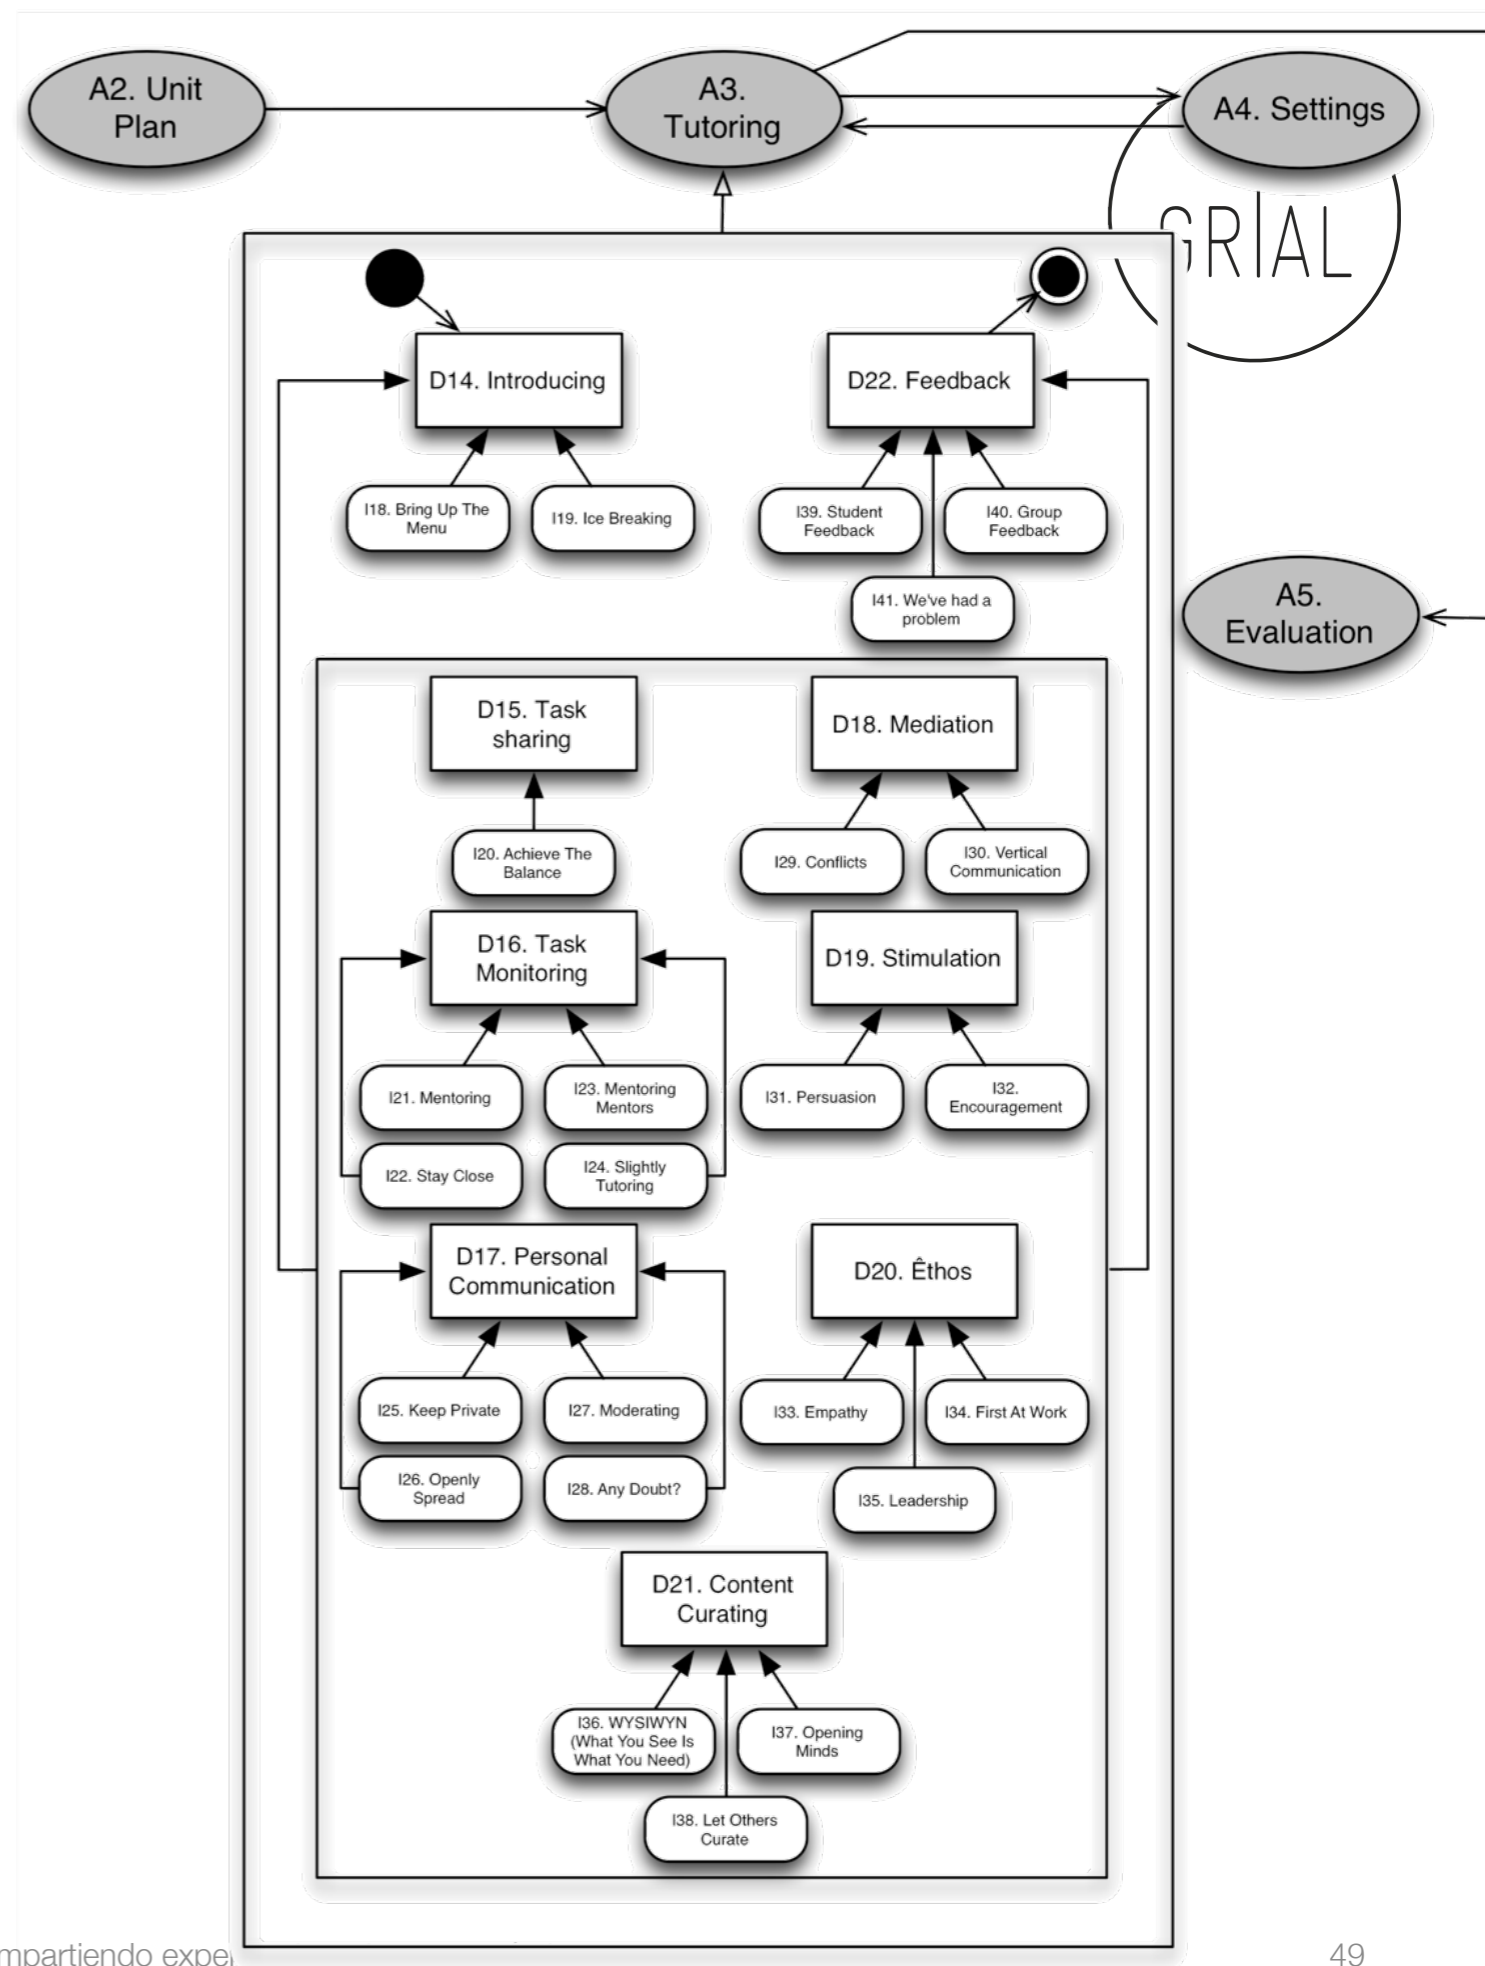 A2. Unit
Plan
A3.
Tutoring
A4. Settings
GRIAL
D14. Introducing
D22. Feedback
I18. Bring Up The
Menu
I19. Ice Breaking
I39. Student
Feedback
I40. Group
Feedback
I41. We've had a
problem
A5.
Evaluation
D15. Task
sharing
D18. Mediation
I20. Achieve The
Balance
I29. Conflicts
I30. Vertical
Communication
D16. Task
Monitoring
D19. Stimulation
I21. Mentoring
I23. Mentoring
Mentors
I31. Persuasion
I32.
Encouragement
I22. Stay Close
I24. Slightly
Tutoring
D17. Personal
Communication
D20. Êthos
I25. Keep Private
I27. Moderating
I33. Empathy
I34. First At Work
I26. Openly
Spread
I28. Any Doubt?
I35. Leadership
D21. Content
Curating
I36. WYSIWYN
(What You See Is
What You Need)
I37. Opening
Minds
I38. Let Others
Curate
mpartiendo expe
49